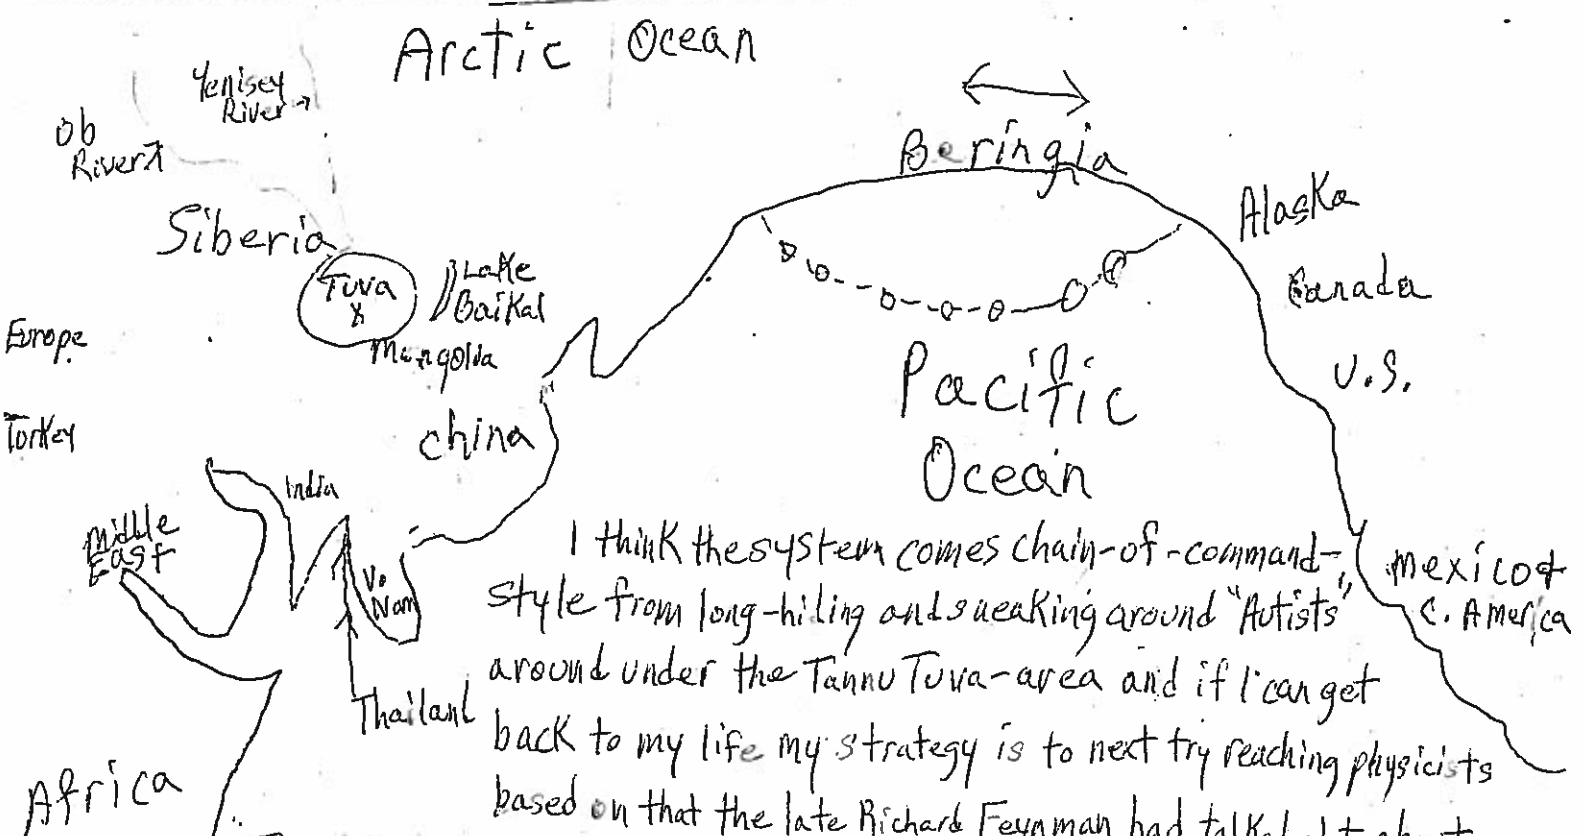 Arctic Ocean
Yenisey
River
Ob
River
Beringia
Siberia
Alaska
Tuva
X
Lake
Baikal
Canada
Europe
Mongolia
U.S.
Pacific
Ocean
Turkey
China
India
Middle
East
Mexico &
C. America
Nam
Thailand
Africa
I think the system comes chain-of-command-
style from long-hiding and sneaking around "Autists"
around under the Tannu Tuva-area and if I can get
back to my life my strategy is to next try reaching physicists
based on that the late Richard Feynman had talked